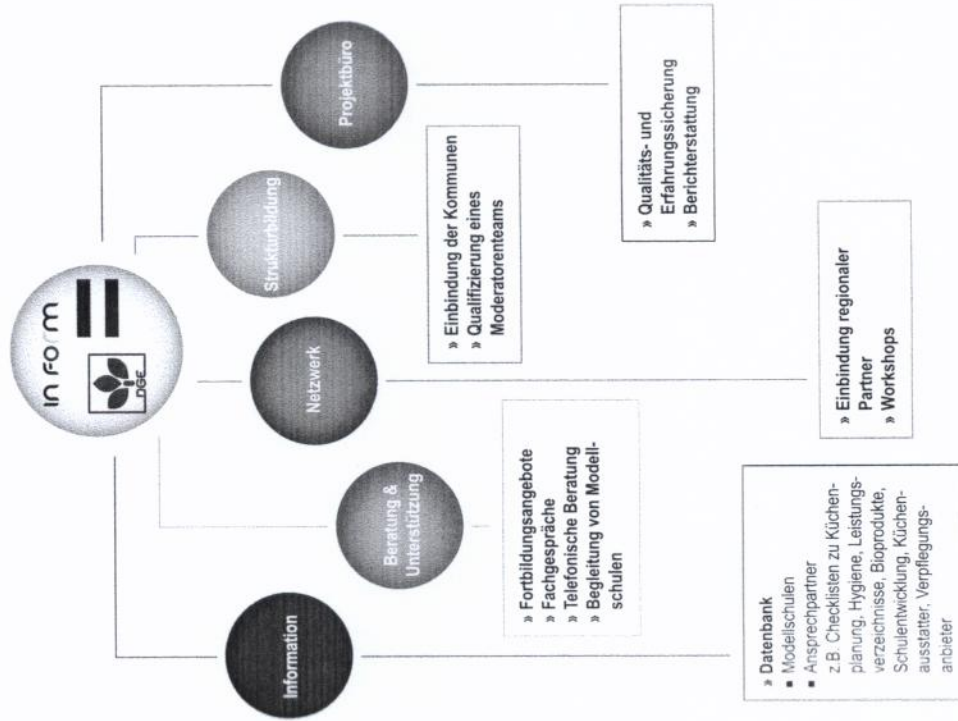 IN FORM
DGE
Information
Beratung &
Unterstützung
Netzwerk
Strukturbildung
Projektbüro
» Datenbank
■ Modellschulen
■ Ansprechpartner
z.B. Checklisten zu Küchen-
planung, Hygiene, Leistungs-
verzeichnisse, Bioprodukte,
Schulentwicklung, Küchen-
ausstatter, Verpflegungs-
anbieter
» Fortbildungsangebote
» Fachgespräche
» Telefonische Beratung
» Begleitung von Modell-
schulen
» Einbindung regionaler
Partner
» Workshops
» Einbindung der Kommunen
» Qualifizierung eines
Moderatorenteams
» Qualitäts- und
Erfahrungssicherung
» Berichterstattung